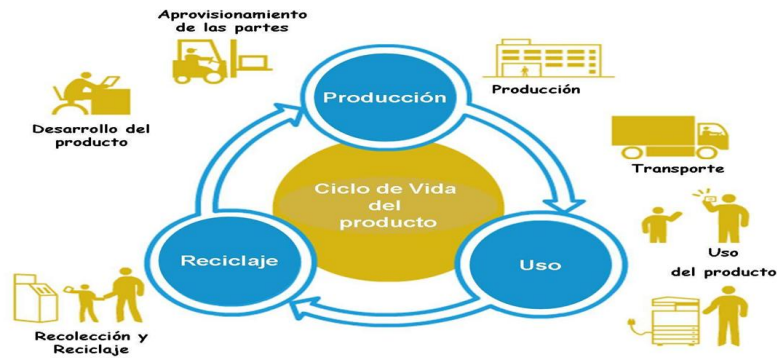 Aprovisionamiento
de las partes
Producción
Producción
Desarrollo del
producto
Transporte
Ciclo de Vida
del
producto
Reciclaje
Uso
Uso
del producto
Recolección y
Reciclaje